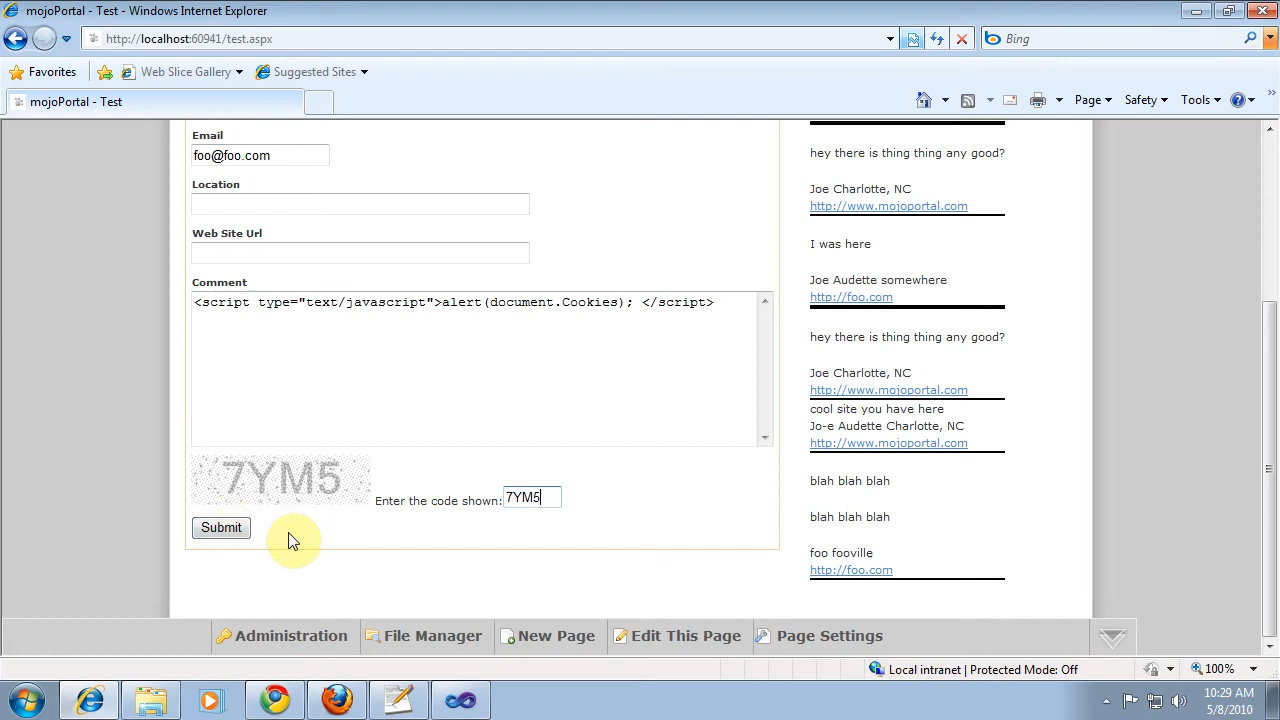 mojoPortal - Test - Windows Internet Explorer
http://localhost:60941/test.aspx
Bing
Favorites
Web Slice Gallery
Suggested Sites
mojoPortal - Test
Page
Safety
Tools
Email
foo@foo.com
Location
Web Site Url
Comment
<script type="text/javascript">alert(document.Cookies); </script>
7YM5
Enter the code shown: 7YM5
Submit
hey there is thing thing any good?
Joe Charlotte, NC
http://www.mojoportal.com
I was here
Joe Audette somewhere
http://foo.com
hey there is thing thing any good?
Joe Charlotte, NC
http://www.mojoportal.com
cool site you have here
Jo-e Audette Charlotte, NC
http://www.mojoportal.com
blah blah blah
blah blah blah
foo fooville
http://foo.com
Administration
File Manager
New Page
Edit This Page
Page Settings
Local intranet | Protected Mode: Off
100%
10:29 AM
5/8/2010